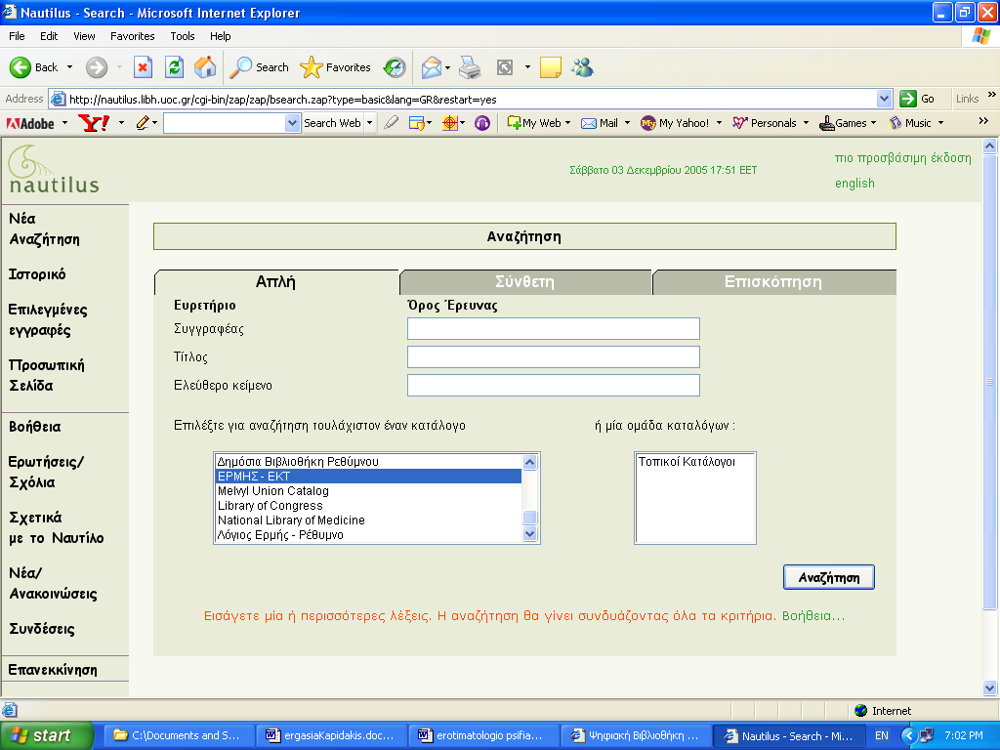 Nautilus - Search - Microsoft Internet Explorer
File Edit View Favorites Tools Help
Back Search Favorites
Address http://nautilus.libh.uoc.gr/cgi-bin/zap/zap/bsearch.zap?type=basic&lang=GR&restart=yes Go Links »
Adobe Y! Search Web My Web Mail My Yahoo! Personals Games Music »
nautilus
Σάββατο 03 Δεκεμβρίου 2005 17:51 EET
πιο προσβάσιμη έκδοση
english
Νέα
Αναζήτηση
Ιστορικό
Επιλεγμένες
εγγραφές
Προσωπική
Σελίδα
Βοήθεια
Ερωτήσεις/
Σχόλια
Σχετικά
με το Ναυτίλο
Νέα/
Ανακοινώσεις
Συνδέσεις
Επανεκκίνηση
Αναζήτηση
Απλή Σύνθετη Επισκόπηση
Ευρετήριο Όρος Έρευνας
Συγγραφέας
Τίτλος
Ελεύθερο κείμενο
Επιλέξτε για αναζήτηση τουλάχιστον έναν κατάλογο ή μία ομάδα καταλόγων :
Δημόσια Βιβλιοθήκη Ρεθύμνου
ΕΡΜΗΣ - ΕΚΤ
Melvyl Union Catalog
Library of Congress
National Library of Medicine
Λόγιος Ερμής - Ρέθυμνο
Τοπικοί Κατάλογοι
Αναζήτηση
Εισάγετε μία ή περισσότερες λέξεις. Η αναζήτηση θα γίνει συνδυάζοντας όλα τα κριτήρια. Βοήθεια...
Internet
start C:\Documents and S... ergasiaKapidakis.doc... erotimatologio psifia... Ψηφιακή Βιβλιοθήκη ... Nautilus - Search - Mi... EN 7:02 PM